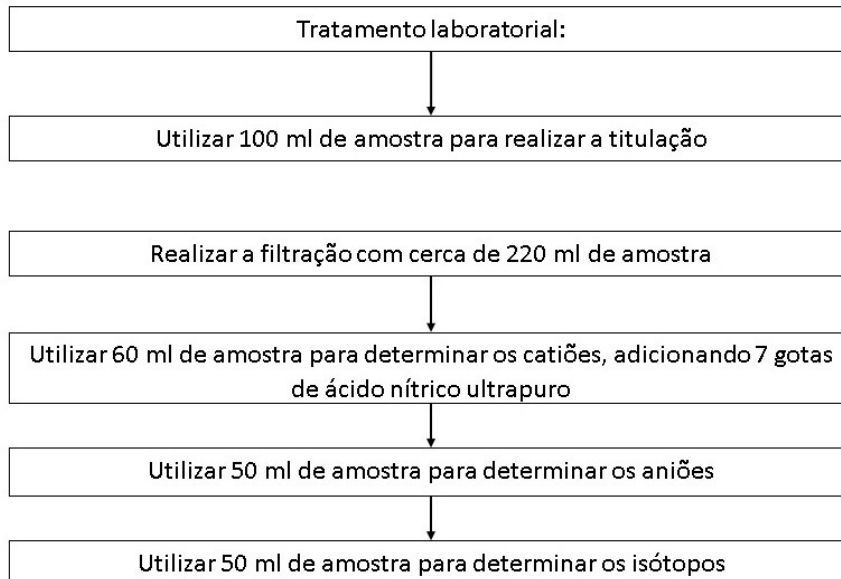 Tratamento laboratorial:
Utilizar 100 ml de amostra para realizar a titulação
Realizar a filtração com cerca de 220 ml de amostra
Utilizar 60 ml de amostra para determinar os catiões, adicionando 7 gotas
de ácido nítrico ultrapuro
Utilizar 50 ml de amostra para determinar os aniões
Utilizar 50 ml de amostra para determinar os isótopos